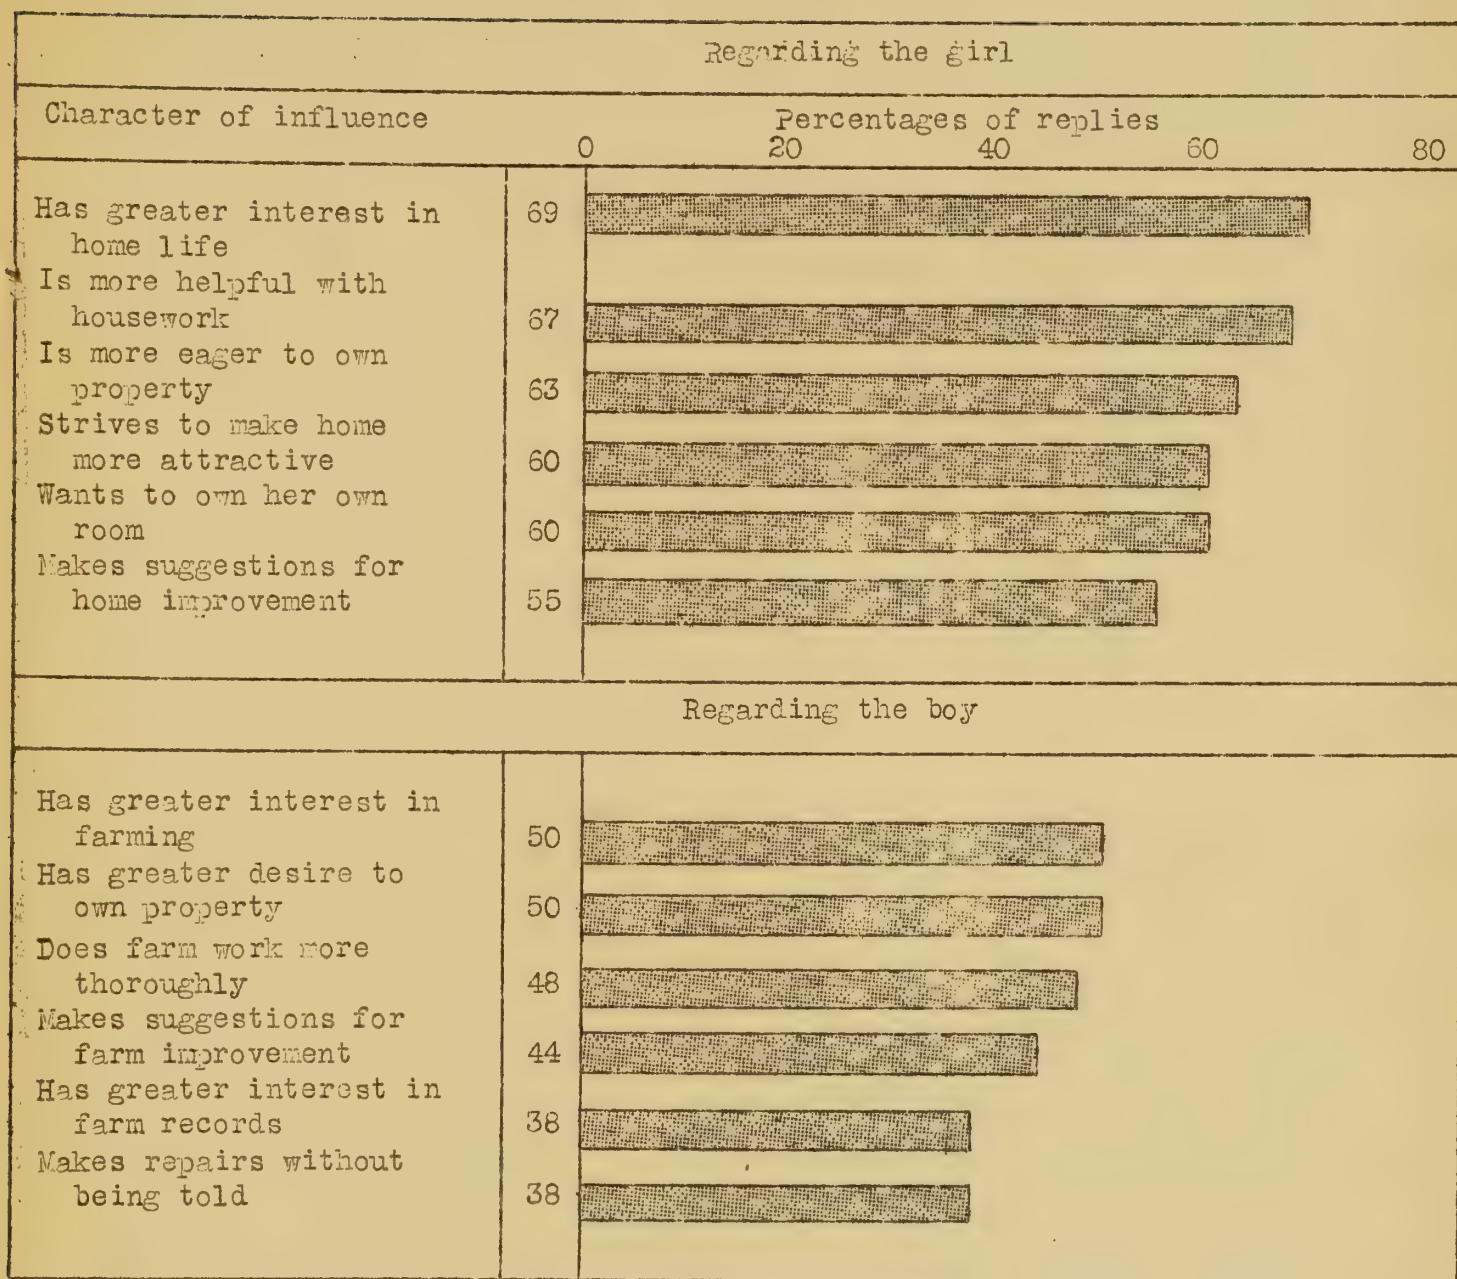 Regarding the girl
Character of influence
Percentages of replies
0 20 40 60 80
Has greater interest in
home life 69
Is more helpful with
housework 67
Is more eager to own
property 63
Strives to make home
more attractive 60
Wants to own her own
room 60
Makes suggestions for
home improvement 55
Regarding the boy
Has greater interest in
farming 50
Has greater desire to
own property 50
Does farm work more
thoroughly 48
Makes suggestions for
farm improvement 44
Has greater interest in
farm records 38
Makes repairs without
being told 38